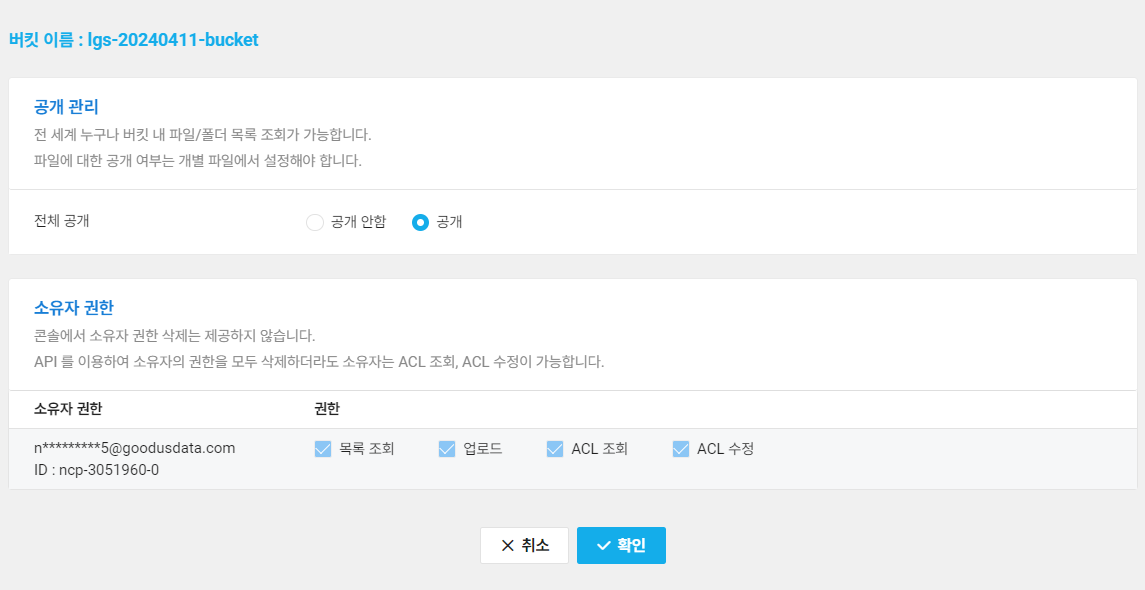 버킷 이름 : lgs-20240411-bucket
공개 관리
전 세계 누구나 버킷 내 파일/폴더 목록 조회가 가능합니다.
파일에 대한 공개 여부는 개별 파일에서 설정해야 합니다.
전체 공개 공개 안함 공개
소유자 권한
콘솔에서 소유자 권한 삭제는 제공하지 않습니다.
API 를 이용하여 소유자의 권한을 모두 삭제하더라도 소유자는 ACL 조회, ACL 수정이 가능합니다.
소유자 권한 권한
n*********5@goodusdata.com 목록 조회 업로드 ACL 조회 ACL 수정
ID : ncp-3051960-0
취소 확인